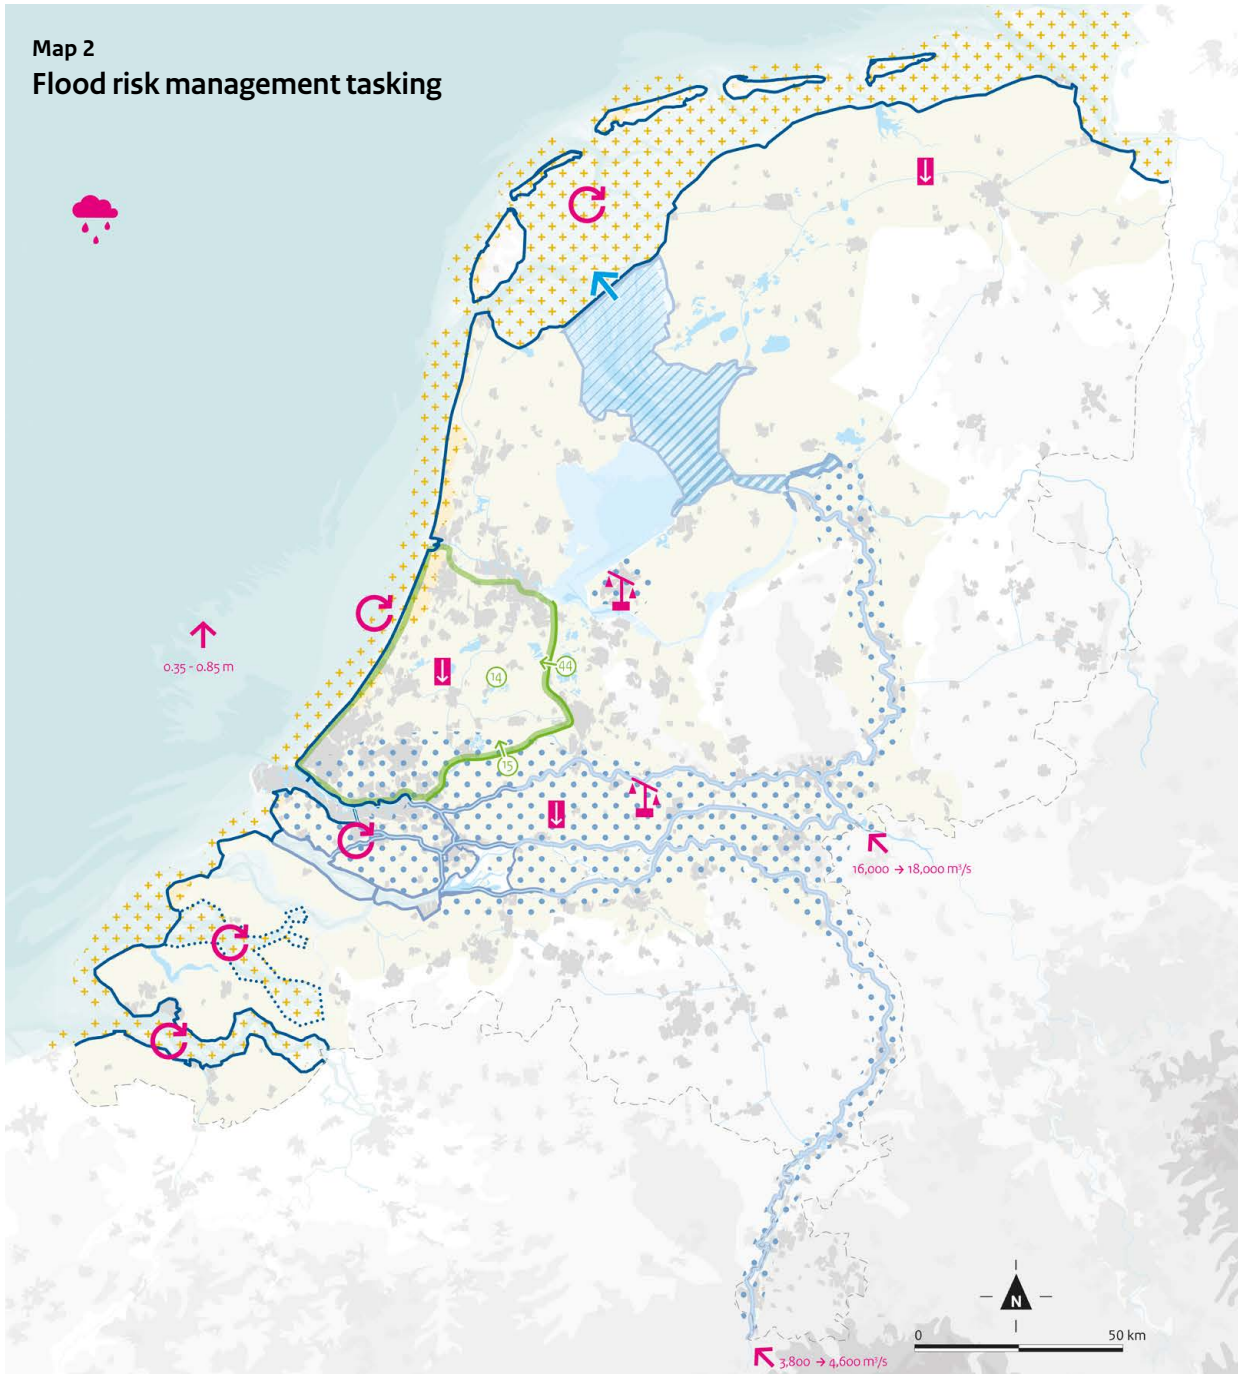 Map 2
Flood risk management tasking
0.35 - 0.85 m
14
44
15
16,000 → 18,000 m³/s
N
0 50 km
3,800 → 4,600 m³/s